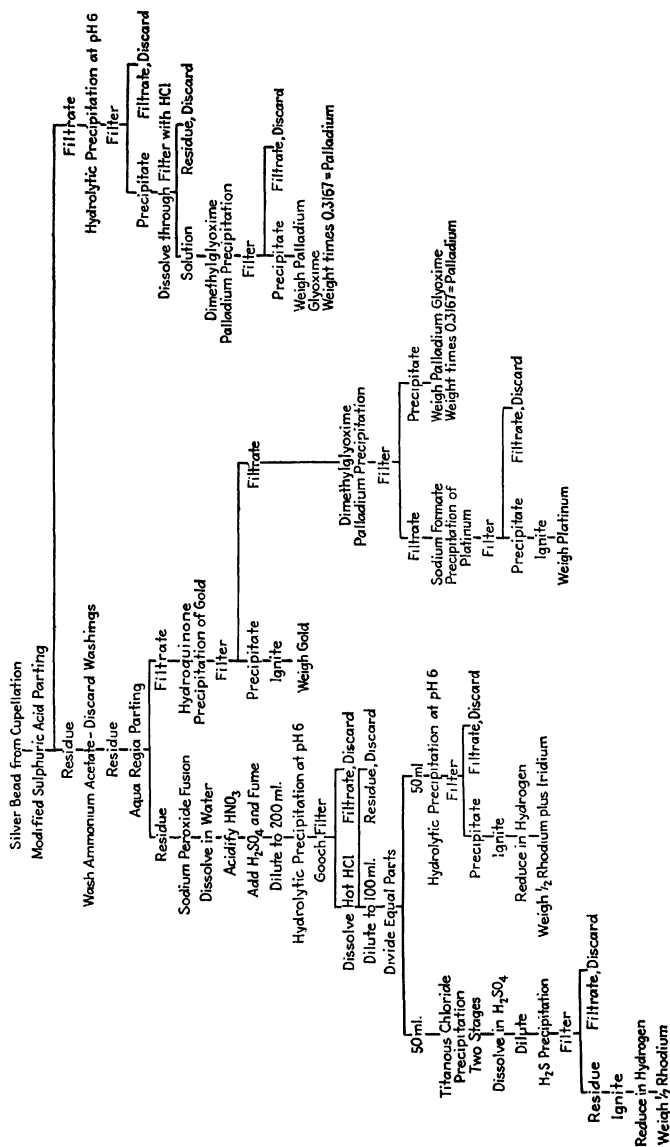 Silver Bead from Cupellation
Modified Sulphuric Acid Parting
Residue
Wash Ammonium Acetate-Discard Washings
Residue
Aqua Regia Parting
Residue
Sodium Peroxide Fusion
Dissolve in Water
Acidify HNO3
Add H2SO4 and Fume
Dilute to 200 ml.
Hydrolytic Precipitation at pH 6
Gooch Filter
Dissolve Hot HCl
Filtrate, Discard
Dilute to 100 ml.
Residue, Discard
Divide Equal Parts
50 ml.
Titanous Chloride
Precipitation
Two Stages
Dissolve in H2SO4
Dilute
H2S Precipitation
Filter
Residue
Filtrate, Discard
Ignite
Reduce in Hydrogen
Weigh ½ Rhodium
50 ml.
Hydrolytic Precipitation at pH 6
Filter
Precipitate
Filtrate, Discard
Ignite
Reduce in Hydrogen
Weigh ½ Rhodium plus Iridium
Filtrate
Hydroquinone
Precipitation of Gold
Filter
Precipitate
Ignite
Weigh Gold
Filtrate
Dimethylglyoxime
Palladium Precipitation
Filter
Filtrate
Sodium Formate
Precipitation of
Platinum
Filter
Precipitate
Filtrate, Discard
Ignite
Weigh Platinum
Precipitate
Weigh Palladium Glyoxime
Weight times 0.3167 = Palladium
Filtrate
Hydrolytic Precipitation at pH 6
Filter
Precipitate
Filtrate, Discard
Dissolve through Filter with HCl
Solution
Residue, Discard
Dimethylglyoxime
Palladium Precipitation
Filter
Precipitate
Filtrate, Discard
Weigh Palladium
Glyoxime
Weight times 0.3167 = Palladium